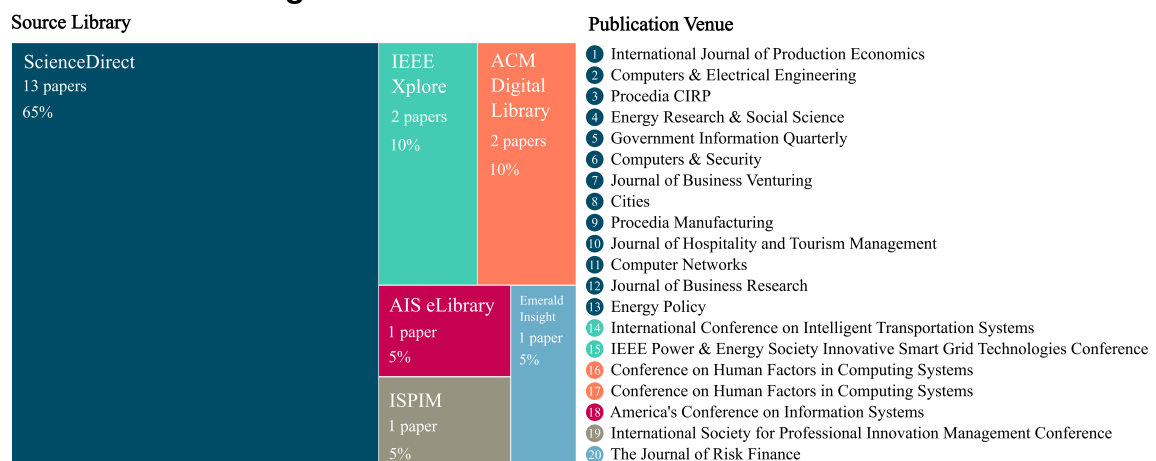 Source Library
ScienceDirect
13 papers
65%
IEEE
Xplore
2 papers
10%
ACM
Digital
Library
2 papers
10%
AIS eLibrary
1 paper
5%
Emerald
Insight
1 paper
5%
ISPIM
1 paper
5%
Publication Venue
1 International Journal of Production Economics
2 Computers & Electrical Engineering
3 Procedia CIRP
4 Energy Research & Social Science
5 Government Information Quarterly
6 Computers & Security
7 Journal of Business Venturing
8 Cities
9 Procedia Manufacturing
10 Journal of Hospitality and Tourism Management
11 Computer Networks
12 Journal of Business Research
13 Energy Policy
14 International Conference on Intelligent Transportation Systems
15 IEEE Power & Energy Society Innovative Smart Grid Technologies Conference
16 Conference on Human Factors in Computing Systems
17 Conference on Human Factors in Computing Systems
18 America's Conference on Information Systems
19 International Society for Professional Innovation Management Conference
20 The Journal of Risk Finance